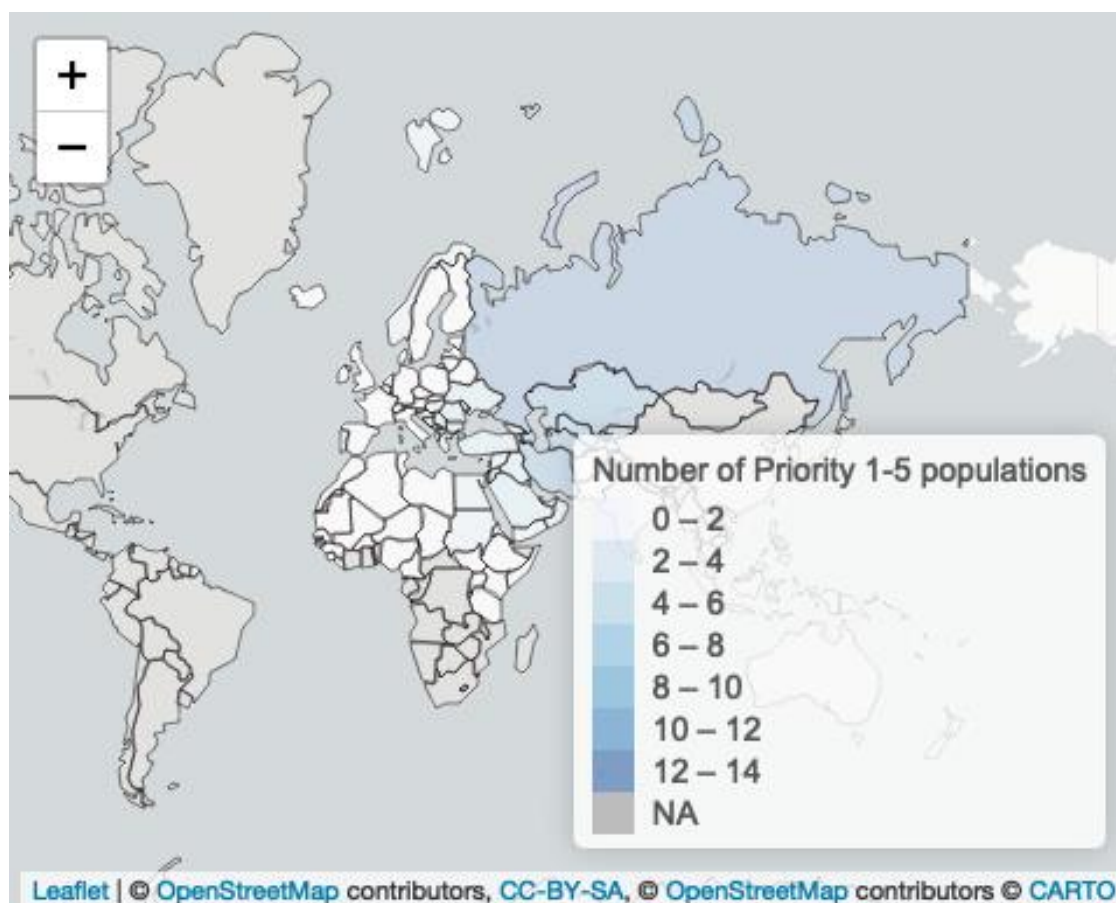 +
−
Number of Priority 1-5 populations
0 – 2
2 – 4
4 – 6
6 – 8
8 – 10
10 – 12
12 – 14
NA
Leaflet | © OpenStreetMap contributors, CC-BY-SA, © OpenStreetMap contributors © CARTO